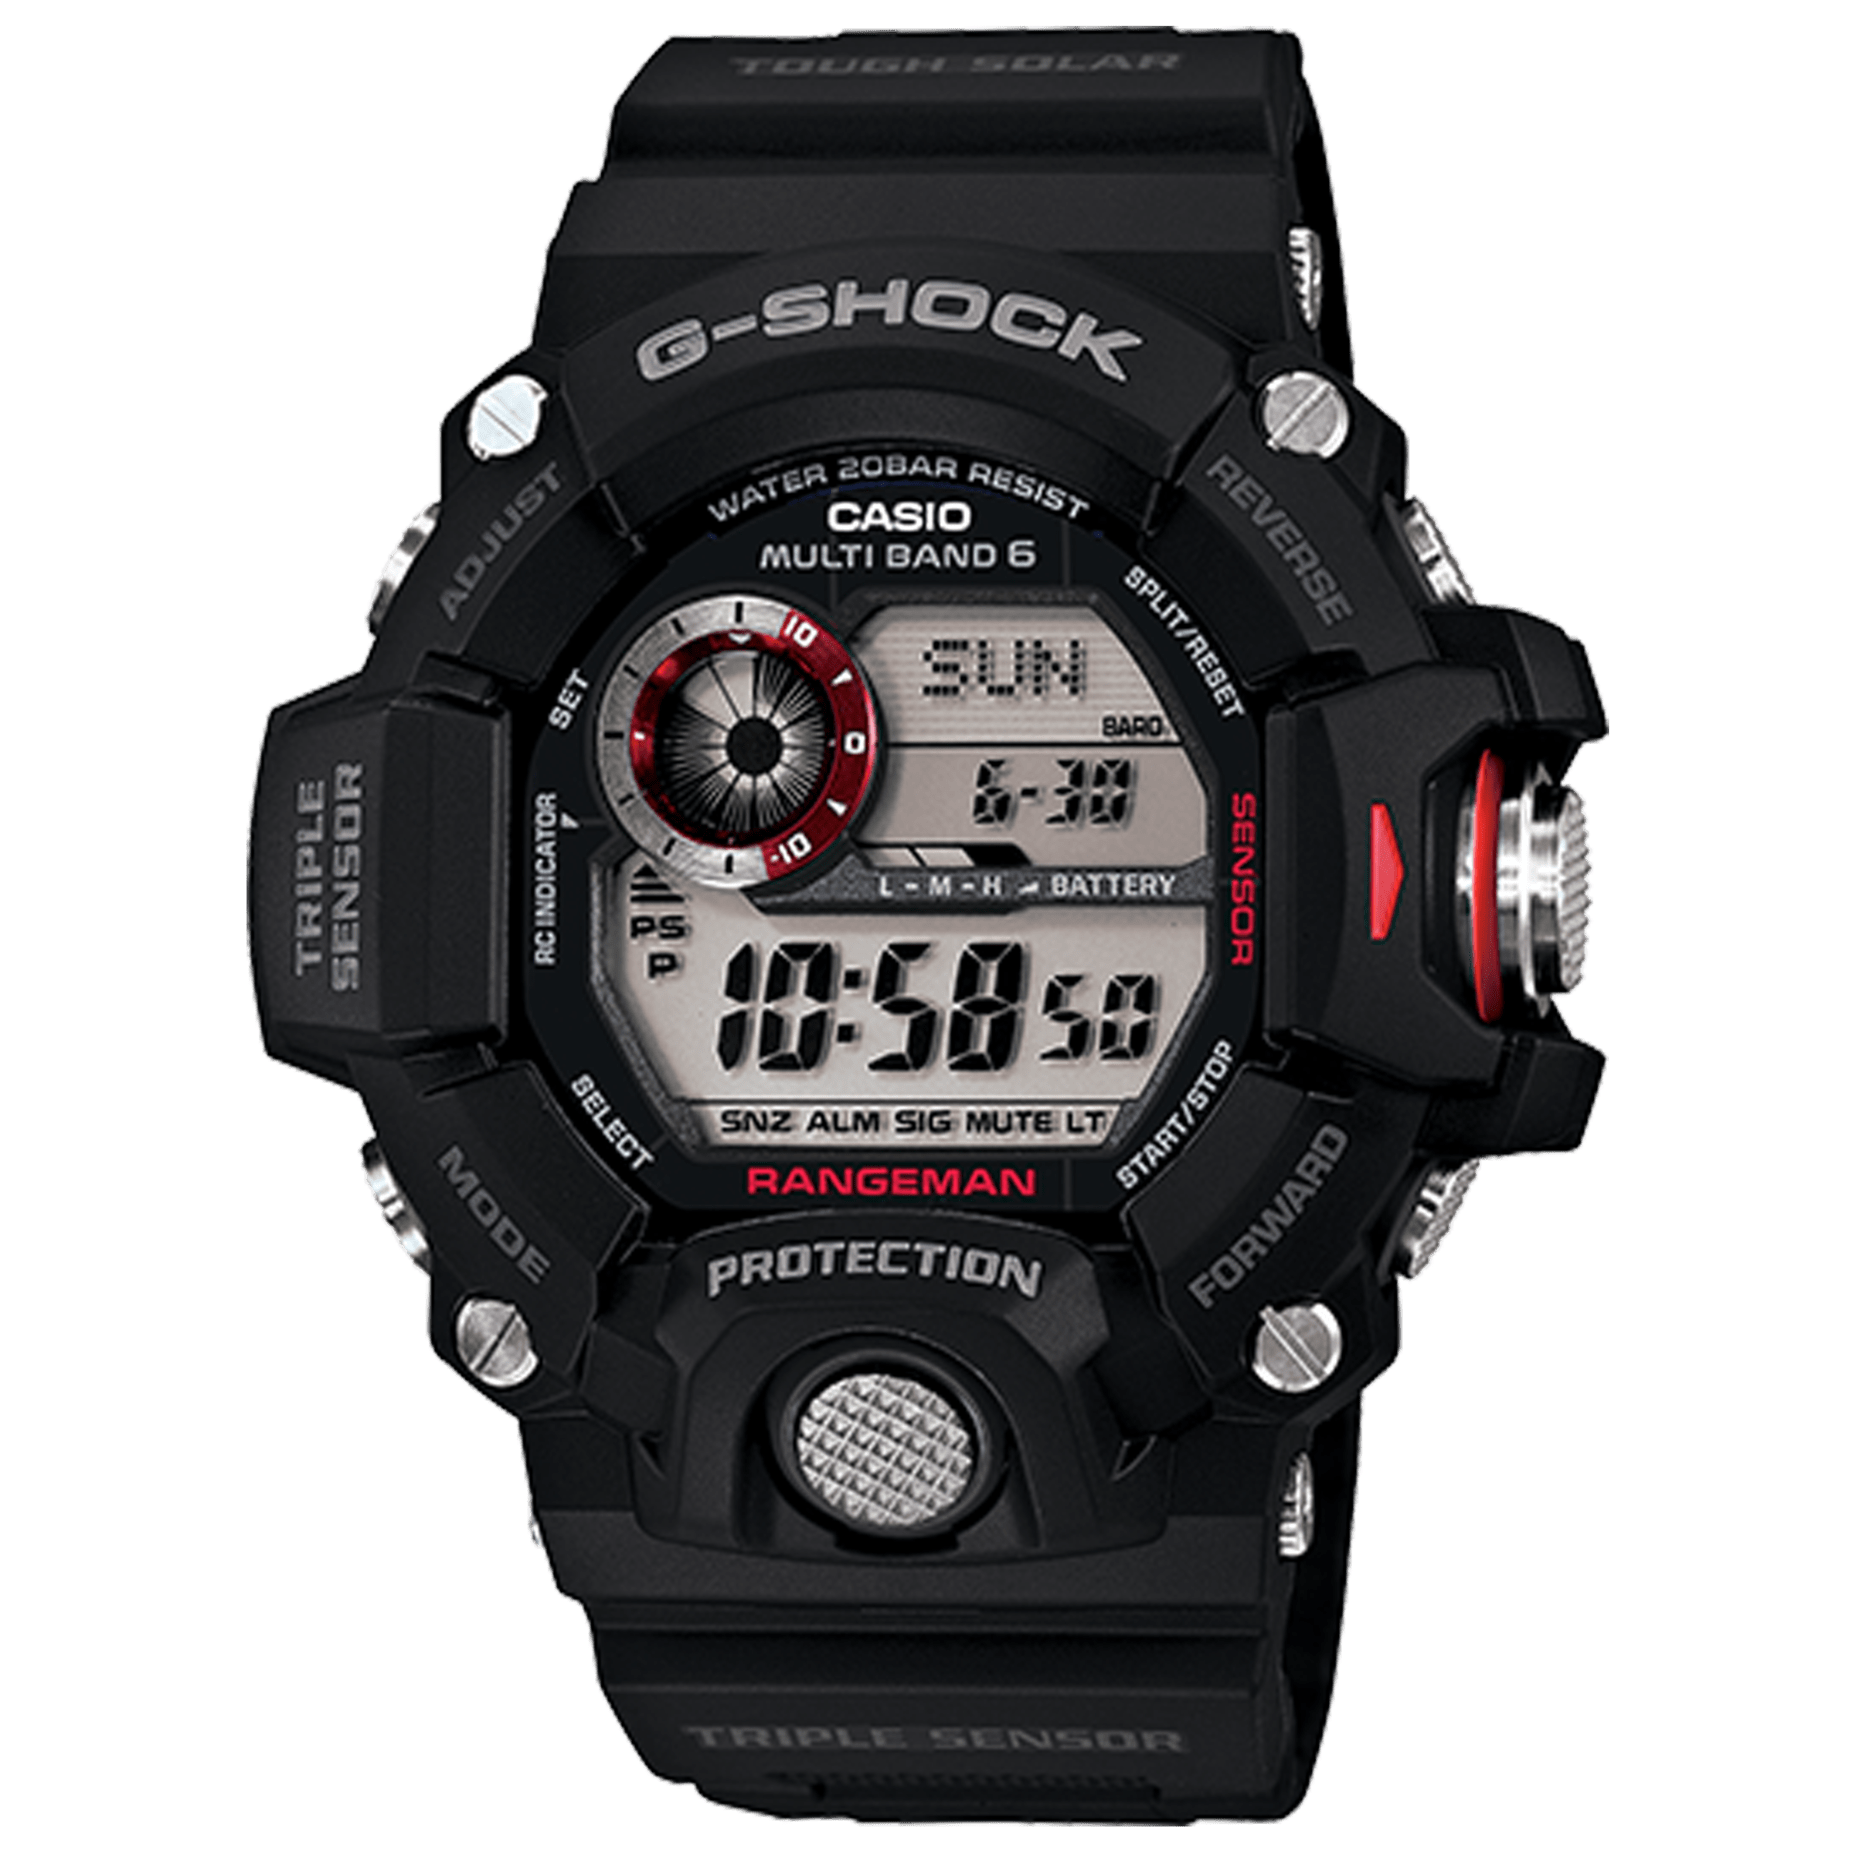 TOUGH SOLAR
G-SHOCK
WATER 20BAR RESIST
CASIO
MULTI BAND 6
ADJUST
REVERSE
SET
SPLIT/RESET
10
0
-10
SUN
BARO
6-30
L - M - H BATTERY
TRIPLE
SENSOR
RC INDICATOR
SENSOR
PS
P
10:58 50
SNZ ALM SIG MUTE LT
SELECT
START/STOP
RANGEMAN
MODE
FORWARD
PROTECTION
TRIPLE SENSOR